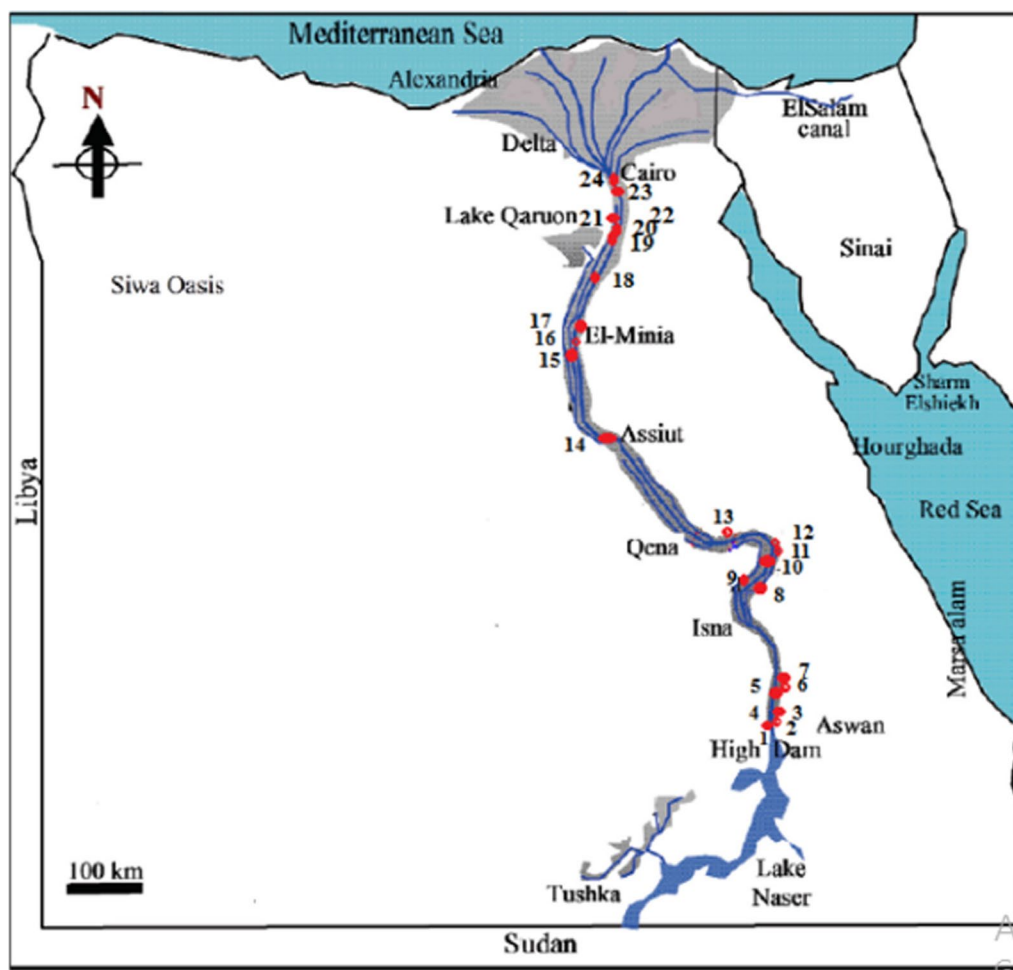 Mediterranean Sea
Alexandria
N
ElSalam
canal
Delta
24 Cairo
23
Lake Qaruon 21 22
20
19
Sinai
Siwa Oasis
18
17
16 El-Minia
15
Sharm
Elshiekh
14 Assiut
Hourghada
Libya
Red Sea
13 12
Qena 11
10
9
8
Isna
Marsa alam
7
5 6
4 3
Aswan
1 2
High Dam
100 km
Lake
Naser
Tushka
Sudan